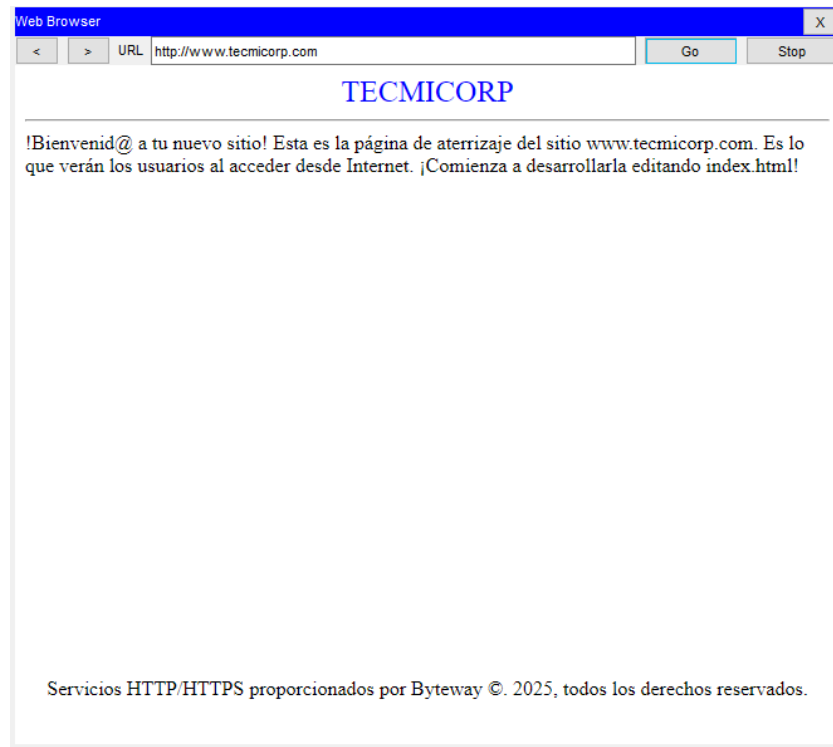 Web Browser X
< > URL http://www.tecmicorp.com Go Stop
TECMICORP
!Bienvenid@ a tu nuevo sitio! Esta es la página de aterrizaje del sitio www.tecmicorp.com. Es lo
que verán los usuarios al acceder desde Internet. ¡Comienza a desarrollarla editando index.html!
Servicios HTTP/HTTPS proporcionados por Byteway ©. 2025, todos los derechos reservados.